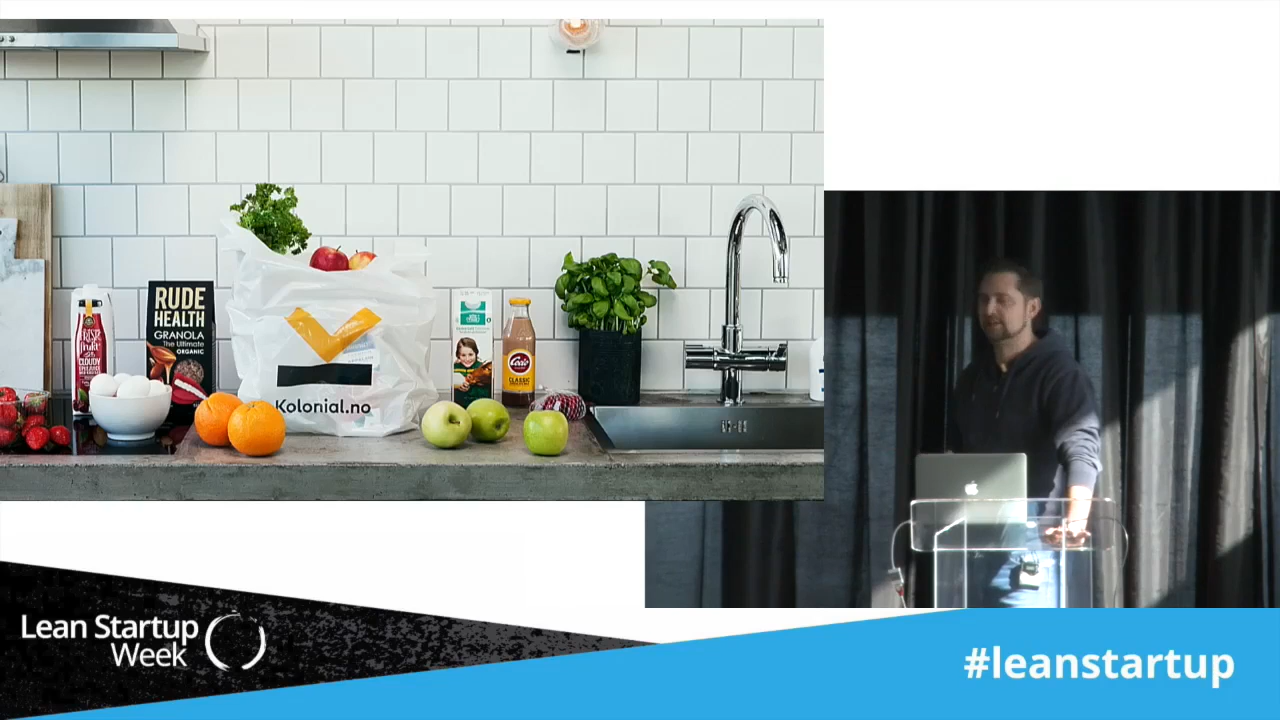 RUDE
HEALTH
GRANOLA
The Ultimate
ORGANIC
Kolonial.no
CLASSIC
Lean Startup
Week
#leanstartup